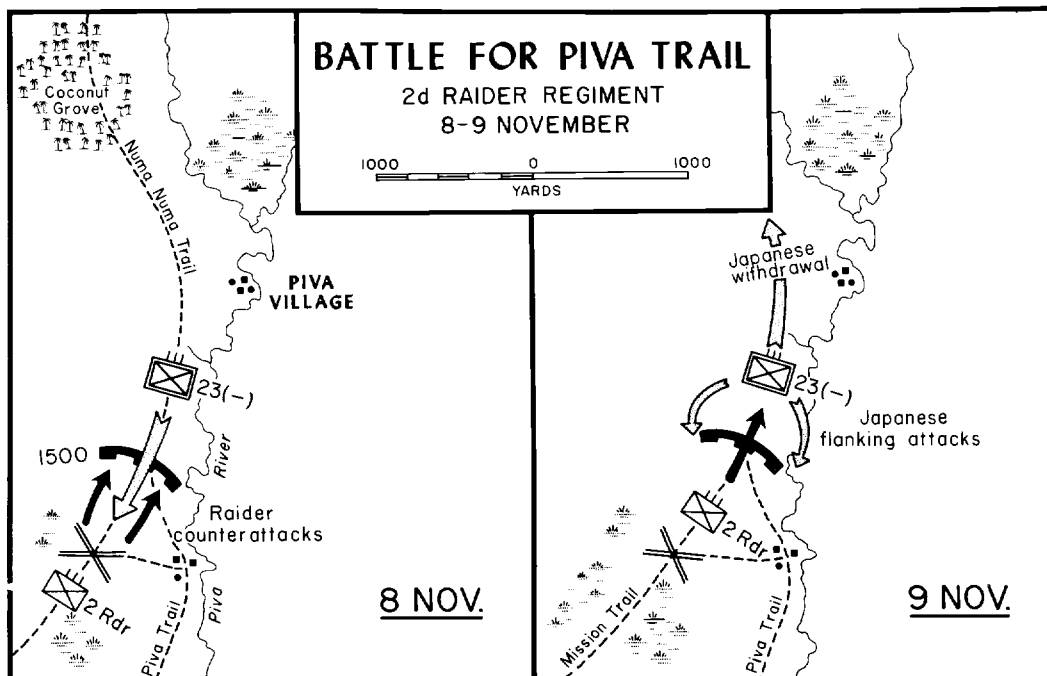 BATTLE FOR PIVA TRAIL
2d RAIDER REGIMENT
8-9 NOVEMBER
1000 0 1000
YARDS
Coconut
Grove
Numa Numa Trail
PIVA
VILLAGE
23(-)
1500
River
Raider
counterattacks
2 Rdr
Piva Trail
Piva
8 NOV.
Japanese
withdrawal
23(-)
Japanese
flanking attacks
2 Rdr
Mission Trail
Piva Trail
9 NOV.